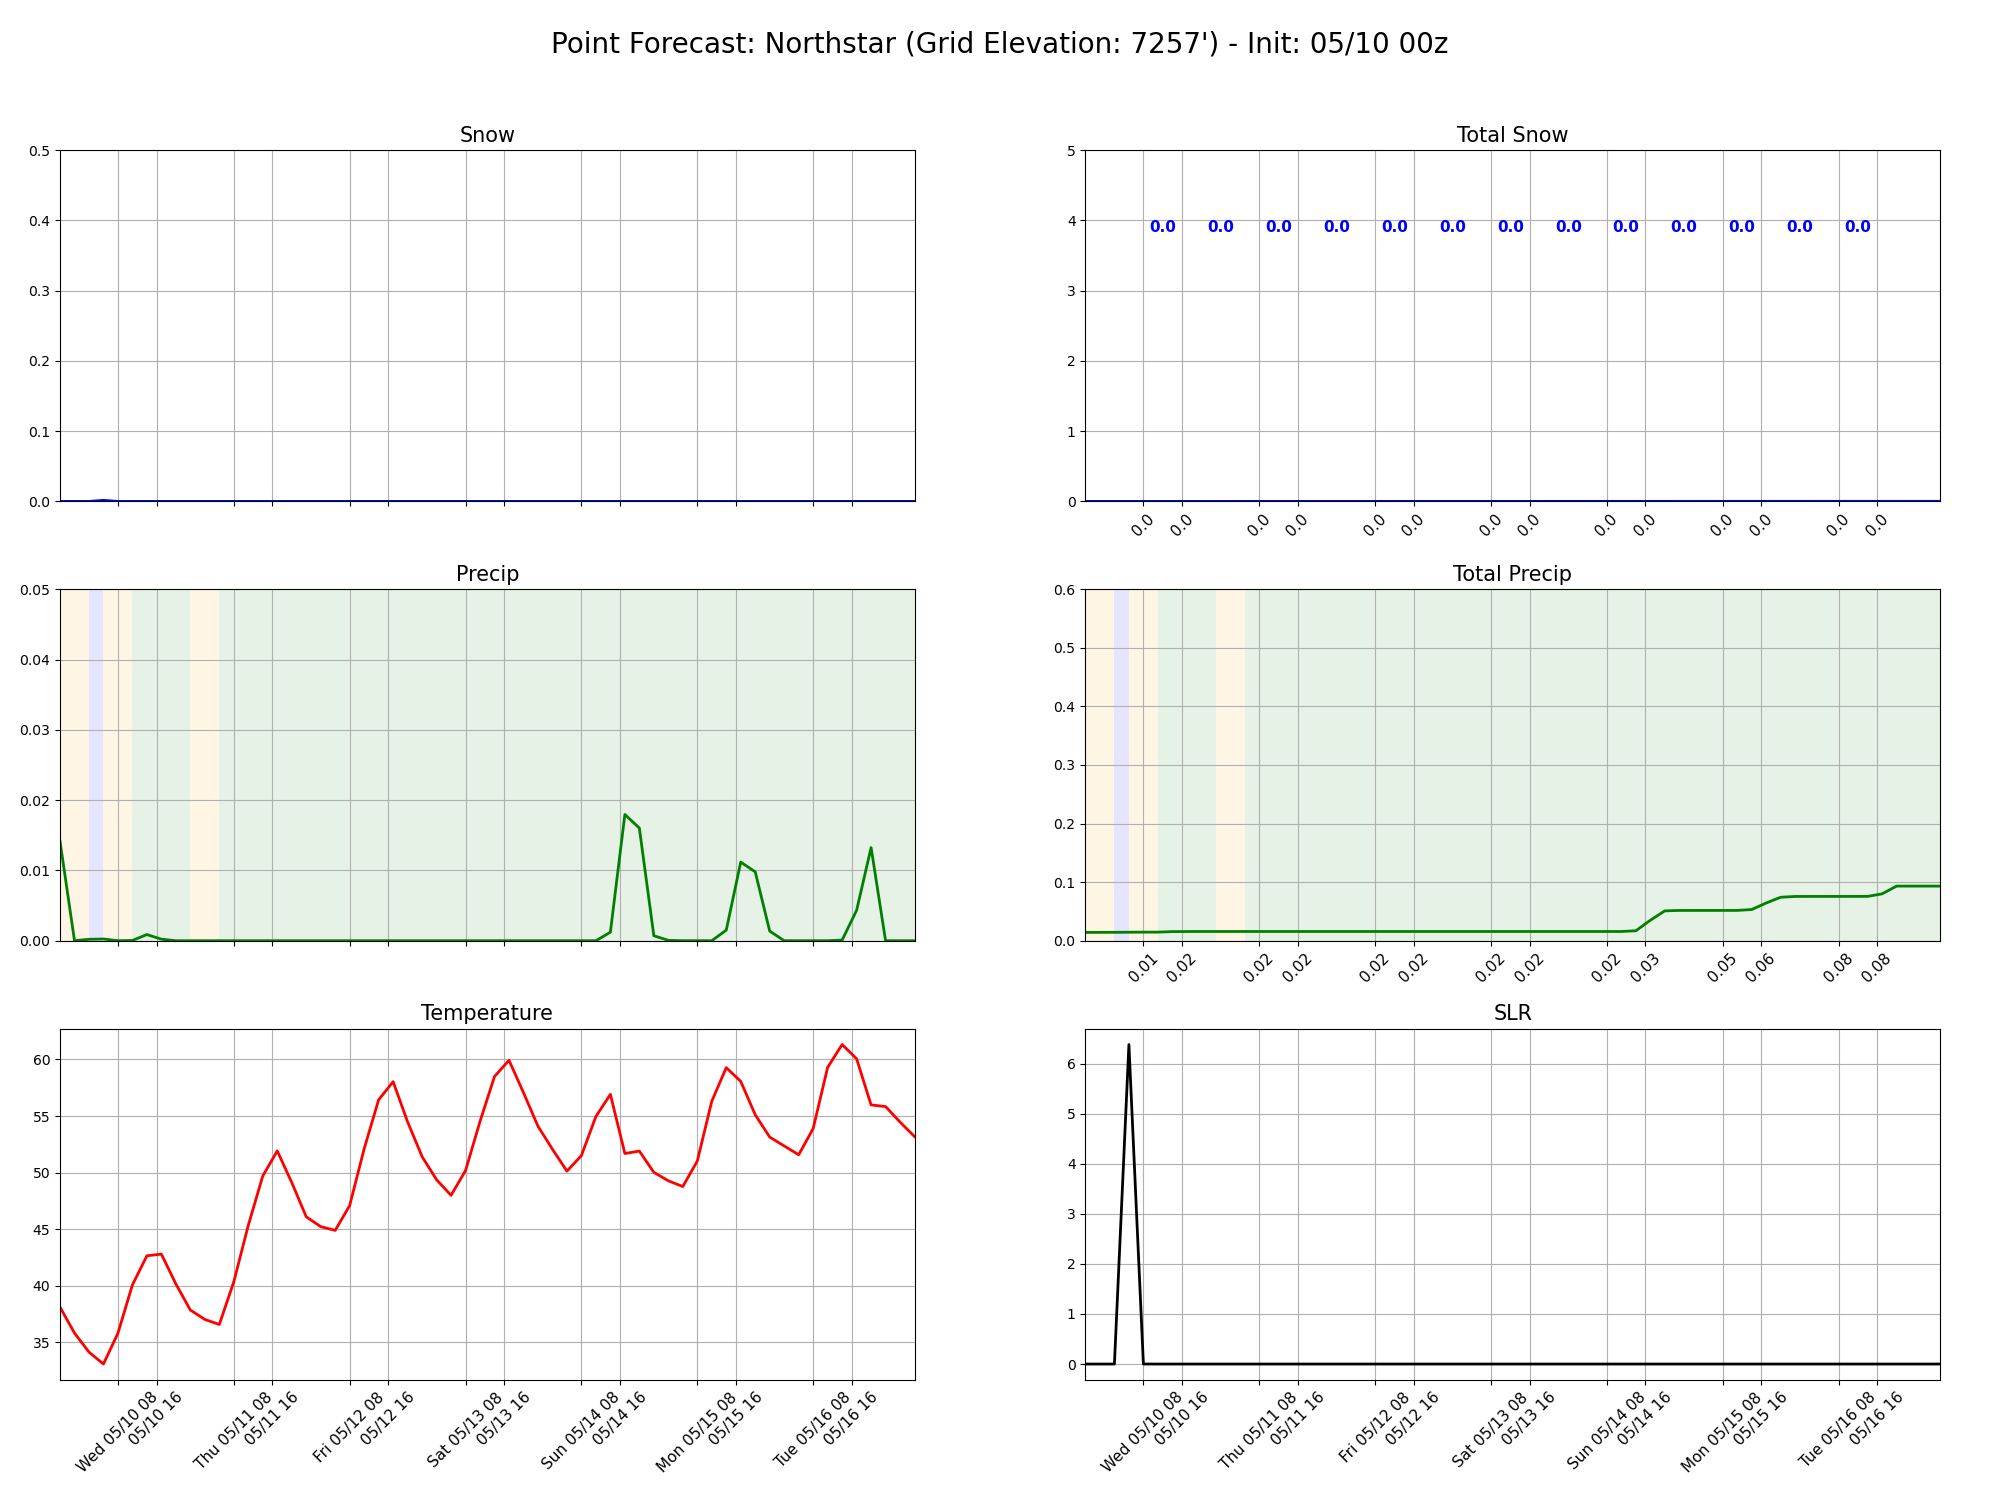 Point Forecast: Northstar (Grid Elevation: 7257') - Init: 05/10 00z
Snow
0.5
0.4
0.3
0.2
0.1
0.0
Total Snow
5
4
3
2
1
0
0.0 0.0 0.0 0.0 0.0 0.0 0.0 0.0 0.0 0.0 0.0 0.0 0.0
0.0 0.0 0.0 0.0 0.0 0.0 0.0 0.0 0.0 0.0 0.0 0.0 0.0 0.0
Precip
0.05
0.04
0.03
0.02
0.01
0.00
Total Precip
0.6
0.5
0.4
0.3
0.2
0.1
0.0
0.01 0.02 0.02 0.02 0.02 0.02 0.02 0.02 0.02 0.03 0.05 0.06 0.08 0.08
Temperature
60
55
50
45
40
35
Wed 05/10 08
05/10 16
Thu 05/11 08
05/11 16
Fri 05/12 08
05/12 16
Sat 05/13 08
05/13 16
Sun 05/14 08
05/14 16
Mon 05/15 08
05/15 16
Tue 05/16 08
05/16 16
SLR
6
5
4
3
2
1
0
Wed 05/10 08
05/10 16
Thu 05/11 08
05/11 16
Fri 05/12 08
05/12 16
Sat 05/13 08
05/13 16
Sun 05/14 08
05/14 16
Mon 05/15 08
05/15 16
Tue 05/16 08
05/16 16